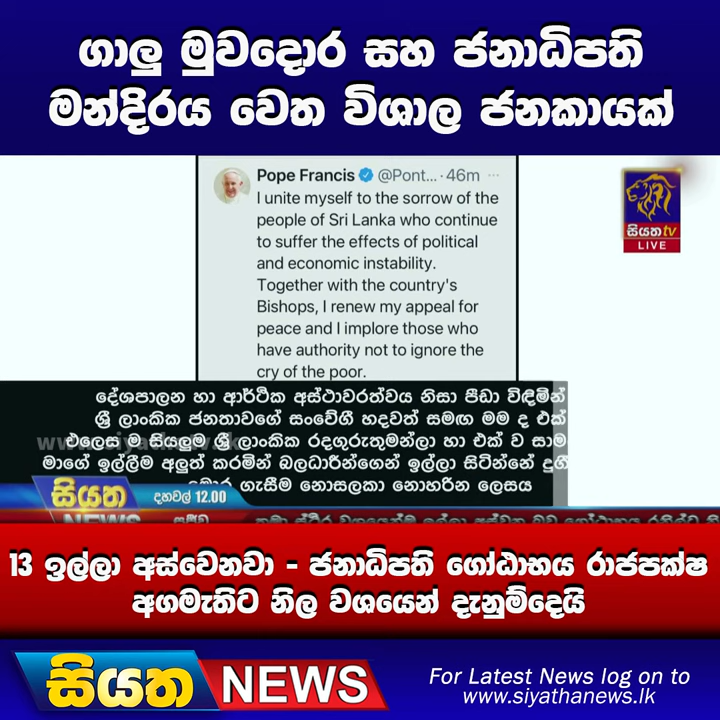 ගාලු මුවදොර සහ ජනාධිපති
මන්දිරය වෙත විශාල ජනකායක්
Pope Francis @Pont... · 46m ...
I unite myself to the sorrow of the
people of Sri Lanka who continue
to suffer the effects of political
and economic instability.
Together with the country's
Bishops, I renew my appeal for
peace and I implore those who
have authority not to ignore the
cry of the poor.
සියත tv
LIVE
දේශපාලන හා ආර්ථික අස්ථාවරත්වය නිසා පීඩා විඳිමින්
ශ්‍රී ලාංකික ජනතාවගේ සංවේගී හදවත් සමඟ මම ද එක්
එලෙස ම සියලුම ශ්‍රී ලාංකික රදගුරුතුමන්ලා හා එක් ව සාම
මාගේ ඉල්ලීම අලුත් කරමින් බලධාරීන්ගෙන් ඉල්ලා සිටින්නේ දුගී
ගැසීම නොසලකා නොහරින ලෙසය
සියත
දහවල් 12.00
NEWS
13 ඉල්ලා අස්වෙනවා - ජනාධිපති ගෝඨාභය රාජපක්ෂ
අගමැතිට නිල වශයෙන් දැනුම්දෙයි
සියත NEWS
For Latest News log on to
www.siyathanews.lk